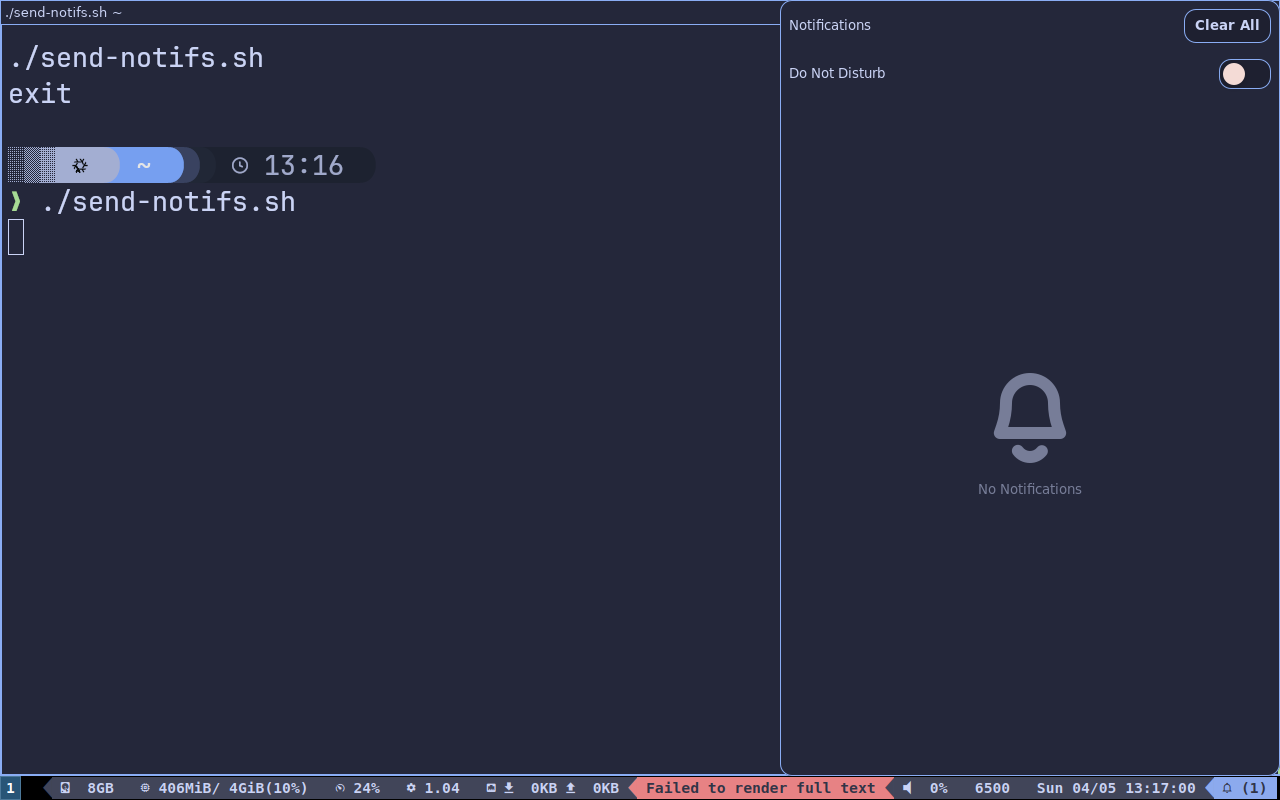 ./send-notifs.sh ~
./send-notifs.sh
exit
~ 13:16
❯ ./send-notifs.sh
Notifications
Clear All
Do Not Disturb
No Notifications
1 8GB 406MiB/ 4GiB(10%) 24% 1.04 0KB 0KB Failed to render full text 0% 6500 Sun 04/05 13:17:00 (1)